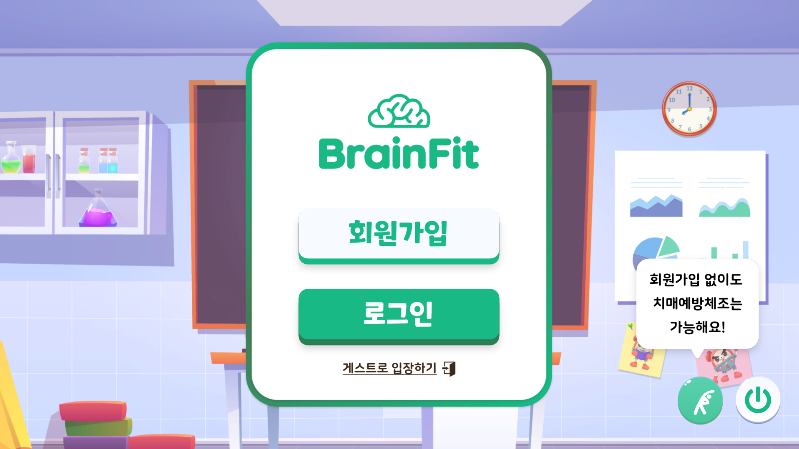 BrainFit
회원가입
로그인
게스트로 입장하기
회원가입 없이도
치매예방체조는
가능해요!